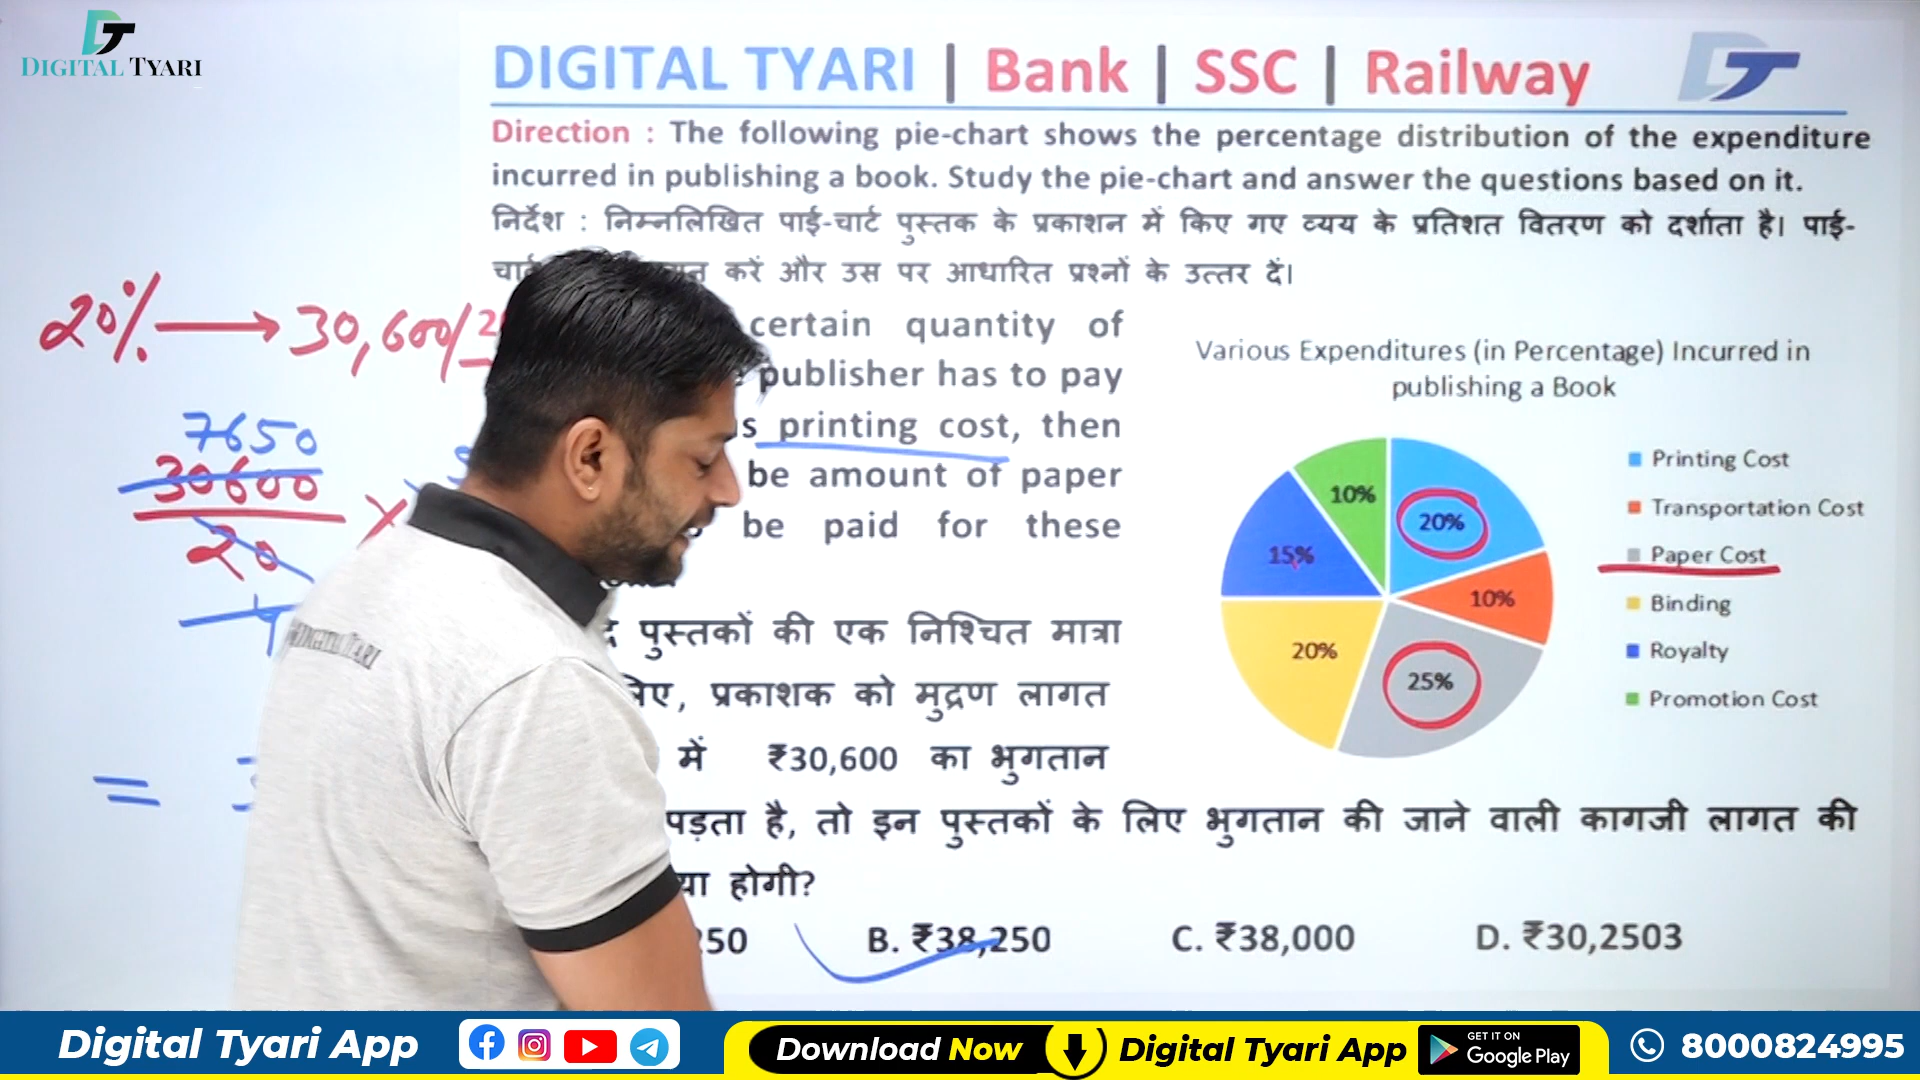 DT
DIGITAL TYARI
DIGITAL TYARI | Bank | SSC | Railway
Direction : The following pie-chart shows the percentage distribution of the expenditure
incurred in publishing a book. Study the pie-chart and answer the questions based on it.
निर्देश : निम्नलिखित पाई-चार्ट पुस्तक के प्रकाशन में किए गए व्यय के प्रतिशत वितरण को दर्शाता है। पाई-
करें और उस पर आधारित प्रश्नों के उत्तर दें।
certain quantity of
publisher has to pay
printing cost, then
be amount of paper
be paid for these
पुस्तकों की एक निश्चित मात्रा
प्रकाशक को मुद्रण लागत
में ₹30,600 का भुगतान
पड़ता है, तो इन पुस्तकों के लिए भुगतान की जाने वाली कागजी लागत की
होगी?
250 B. ₹38,250 C. ₹38,000 D. ₹30,2503
Various Expenditures (in Percentage) Incurred in
publishing a Book
10%
20%
15%
10%
20%
25%
Printing Cost
Transportation Cost
Paper Cost
Binding
Royalty
Promotion Cost
20% → 30,600/
7650
30600 ×
20
4
=
DIGITAL TYARI
Digital Tyari App
Download Now
Digital Tyari App
GET IT ON
Google Play
8000824995